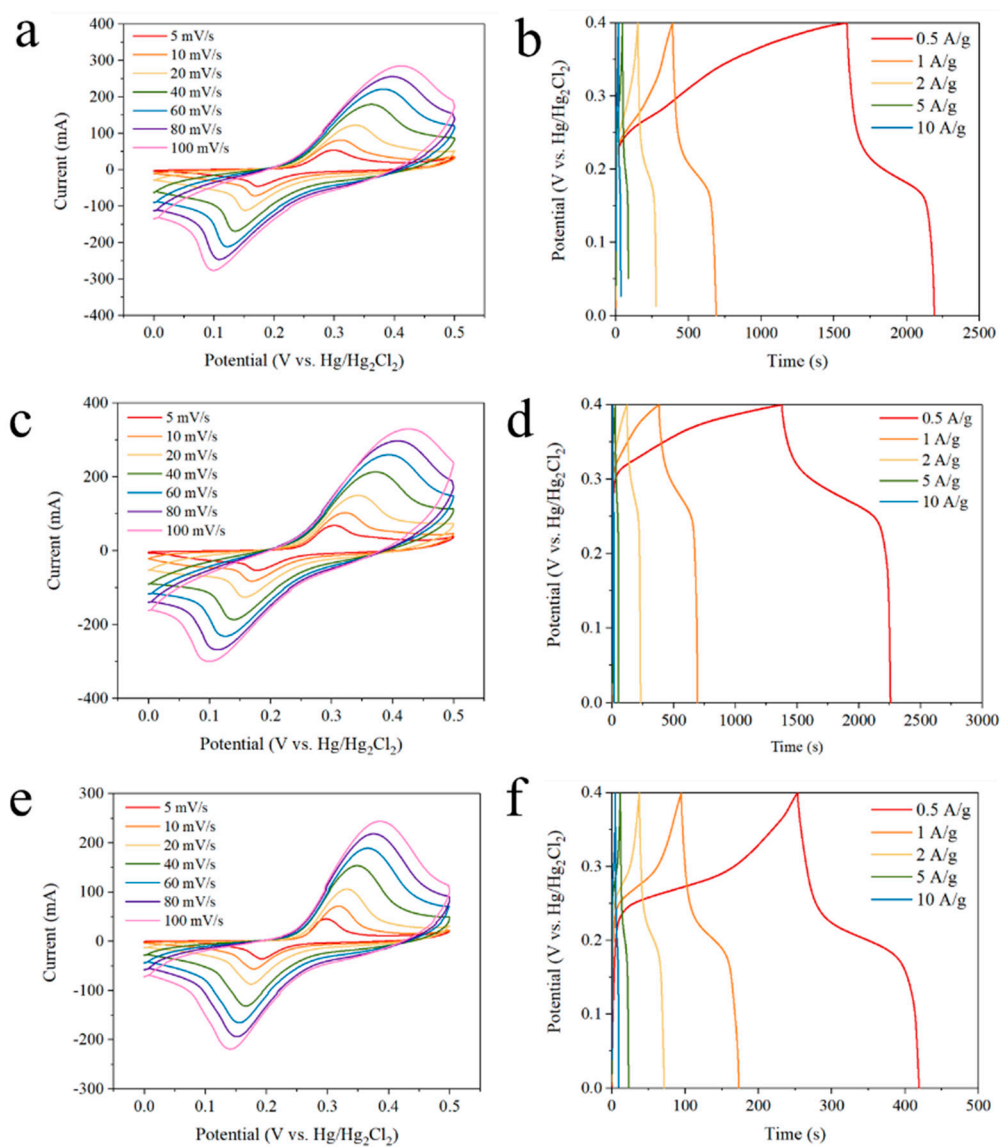 a
400
300
200
100
0
-100
-200
-300
-400
Current (mA)
5 mV/s
10 mV/s
20 mV/s
40 mV/s
60 mV/s
80 mV/s
100 mV/s
0.0 0.1 0.2 0.3 0.4 0.5
Potential (V vs. Hg/Hg₂Cl₂)
b
0.4
0.3
0.2
0.1
0.0
Potential (V vs. Hg/Hg₂Cl₂)
0.5 A/g
1 A/g
2 A/g
5 A/g
10 A/g
0 500 1000 1500 2000 2500
Time (s)
c
400
200
0
-200
-400
Current (mA)
5 mV/s
10 mV/s
20 mV/s
40 mV/s
60 mV/s
80 mV/s
100 mV/s
0.0 0.1 0.2 0.3 0.4 0.5
Potential (V vs. Hg/Hg₂Cl₂)
d
0.4
0.3
0.2
0.1
0.0
Potential (V vs. Hg/Hg₂Cl₂)
0.5 A/g
1 A/g
2 A/g
5 A/g
10 A/g
0 500 1000 1500 2000 2500 3000
Time (s)
e
300
200
100
0
-100
-200
-300
Current (mA)
5 mV/s
10 mV/s
20 mV/s
40 mV/s
60 mV/s
80 mV/s
100 mV/s
0.0 0.1 0.2 0.3 0.4 0.5
Potential (V vs. Hg/Hg₂Cl₂)
f
0.4
0.3
0.2
0.1
0.0
Potential (V vs. Hg/Hg₂Cl₂)
0.5 A/g
1 A/g
2 A/g
5 A/g
10 A/g
0 100 200 300 400 500
Time (s)